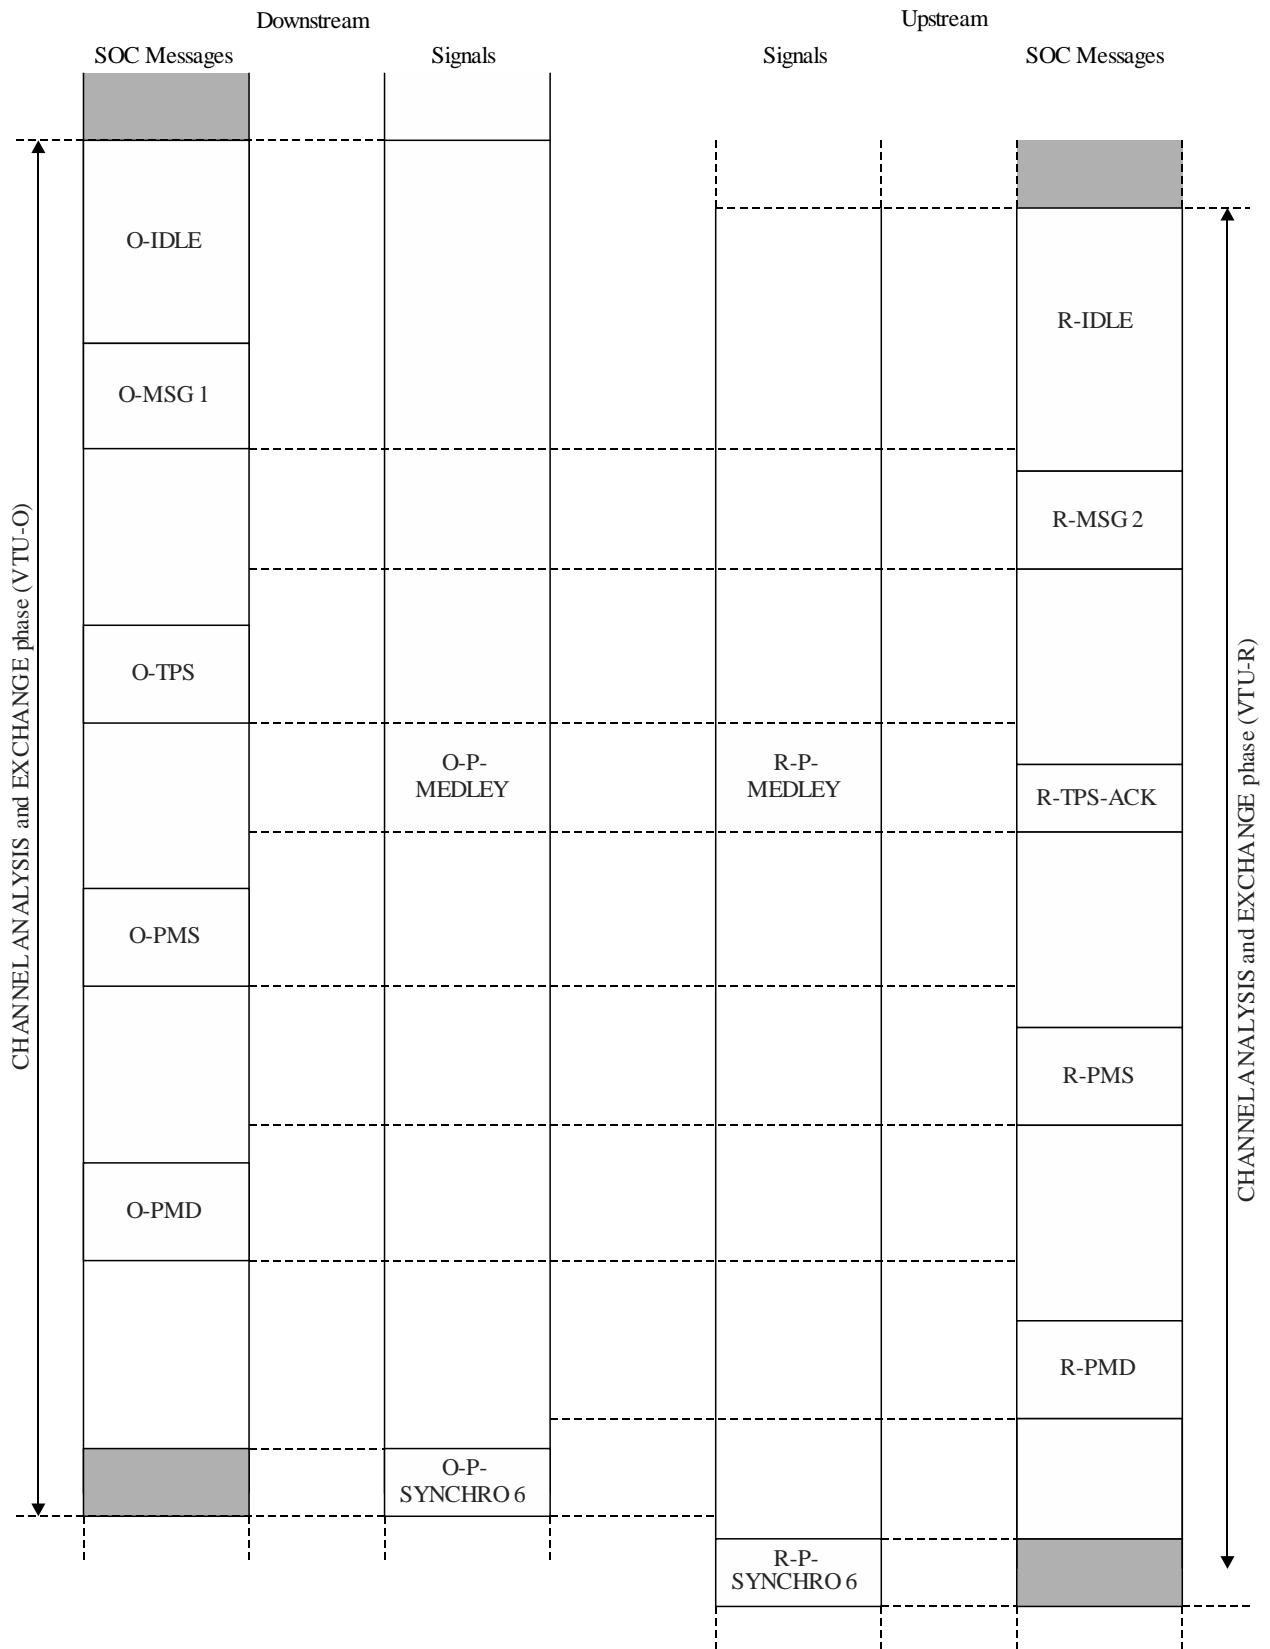 Downstream
Upstream
SOC Messages
Signals
Signals
SOC Messages
O-IDLE
R-IDLE
O-MSG 1
R-MSG 2
O-TPS
O-P-
MEDLEY
R-P-
MEDLEY
R-TPS-ACK
O-PMS
R-PMS
O-PMD
R-PMD
O-P-
SYNCHRO 6
R-P-
SYNCHRO 6
CHANNEL ANALYSIS and EXCHANGE phase (VTU-O)
CHANNEL ANALYSIS and EXCHANGE phase (VTU-R)